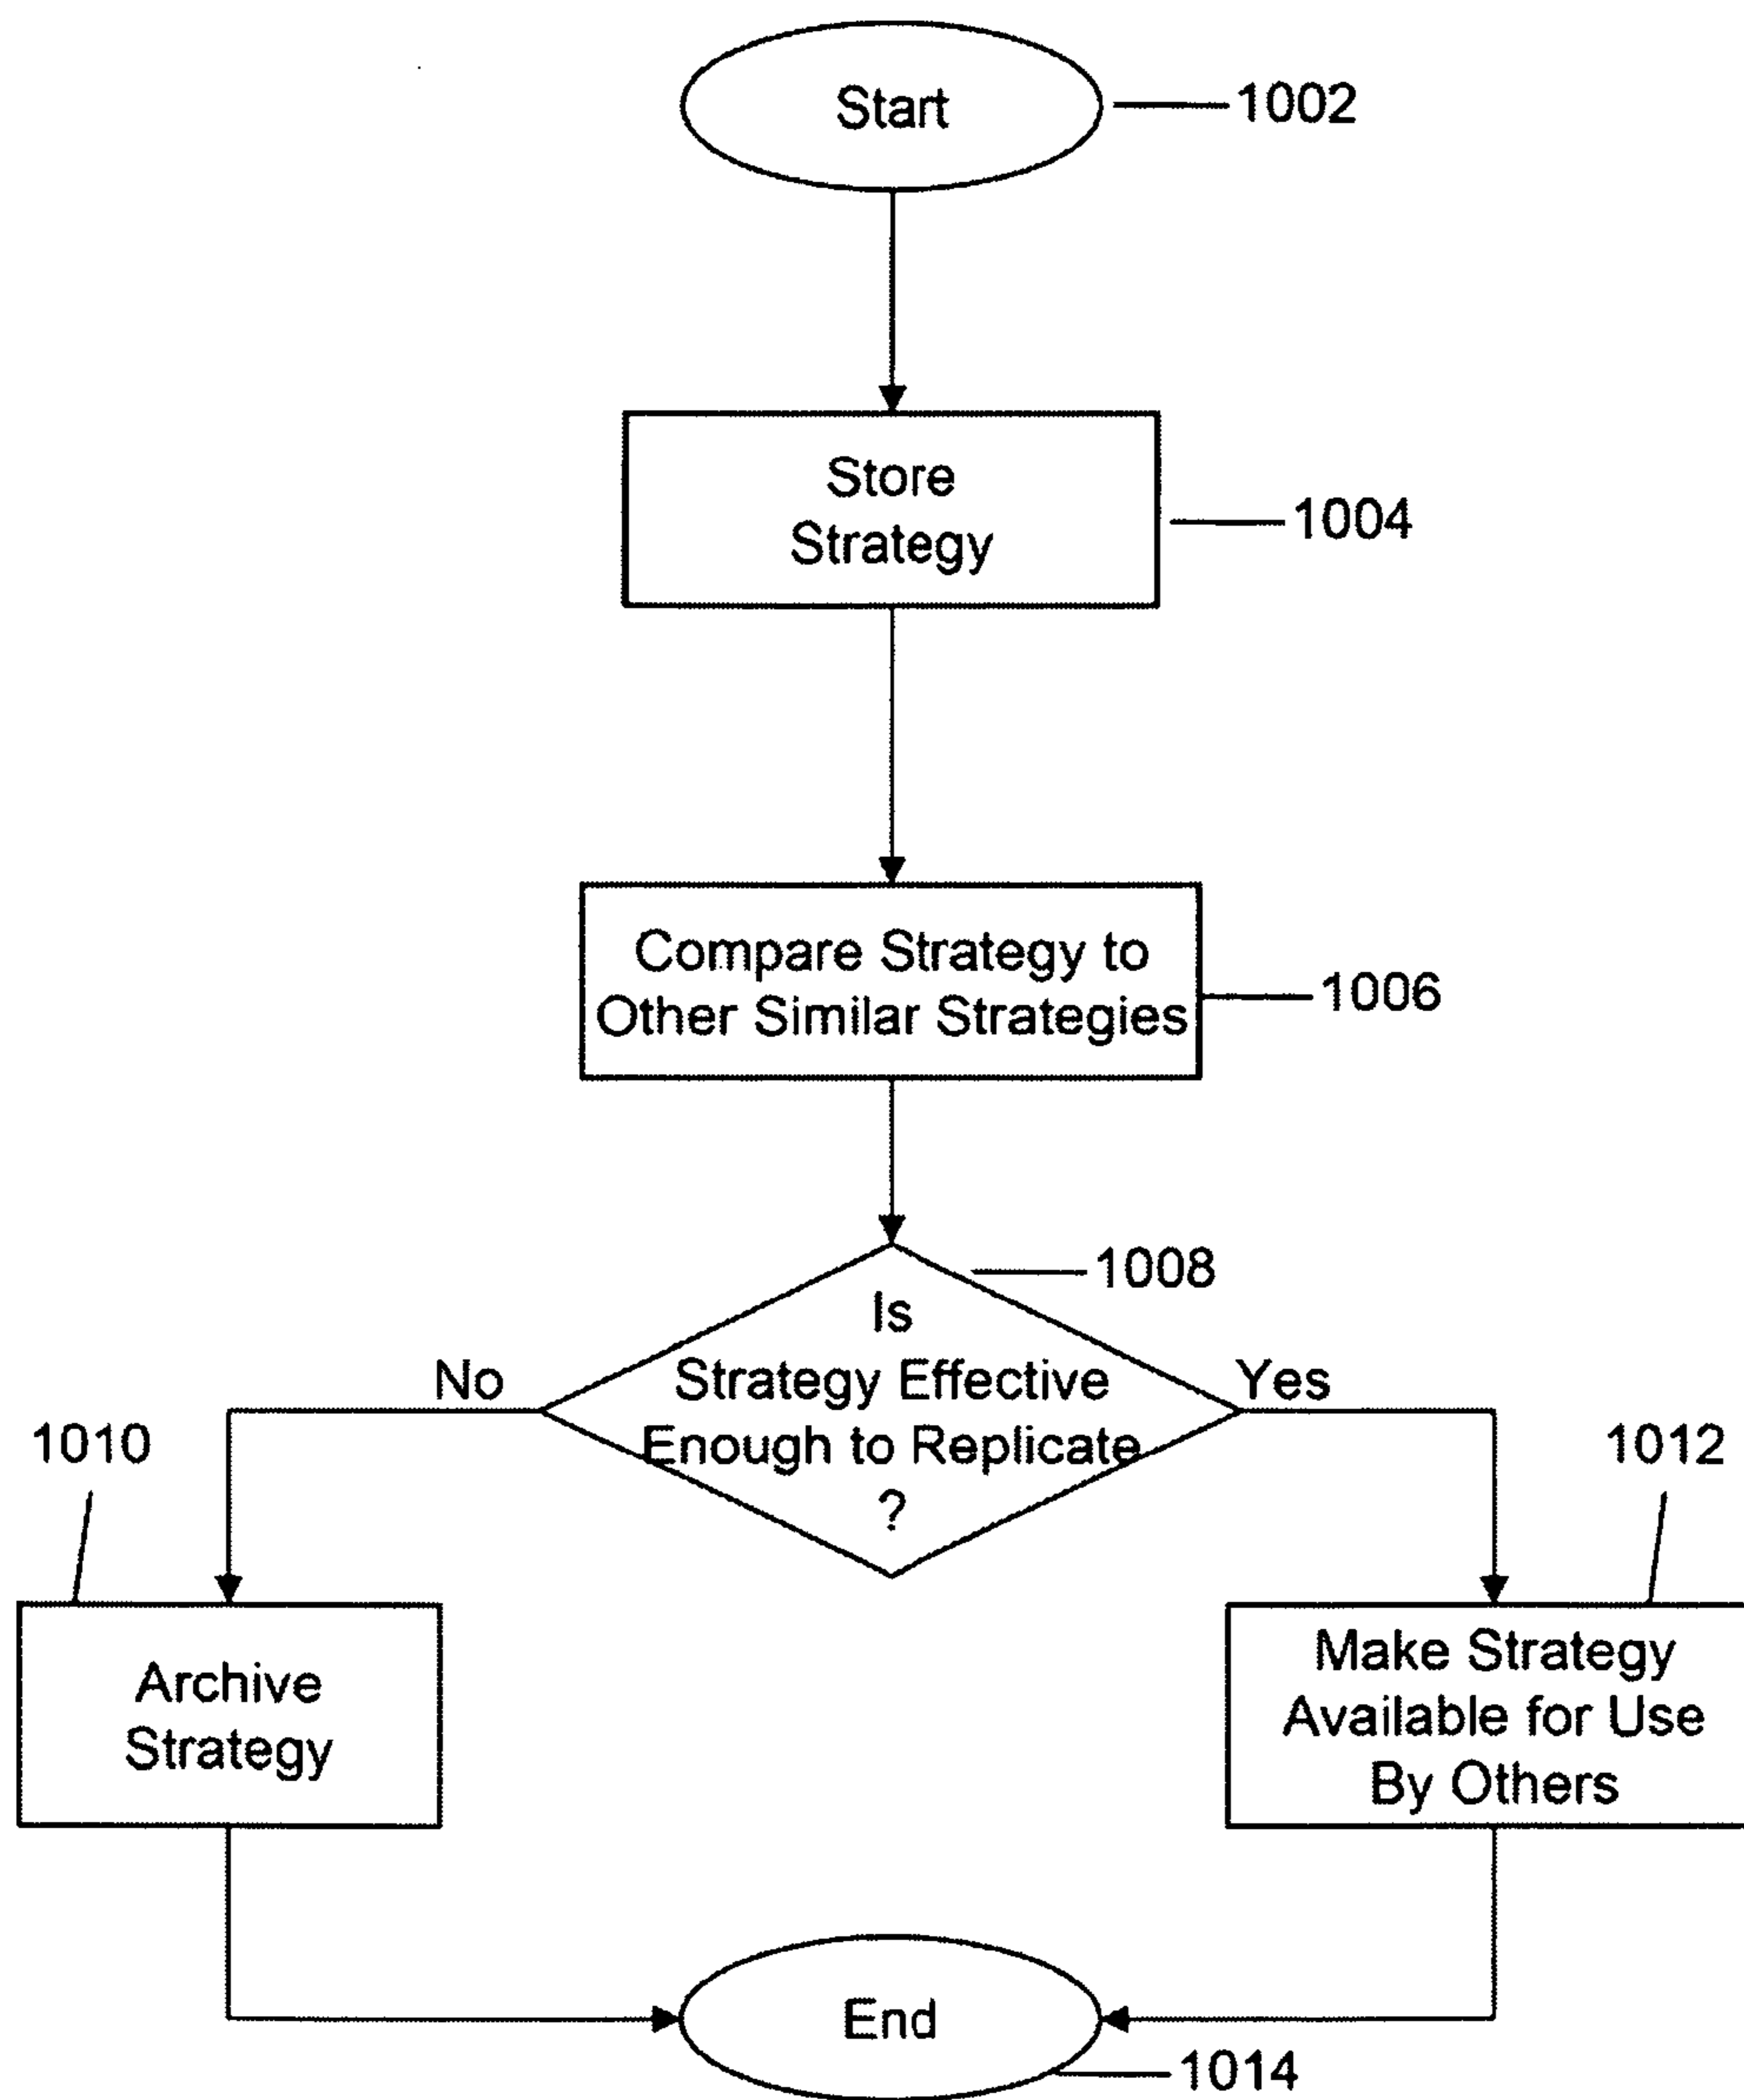 Start
1002
Store
Strategy
1004
Compare Strategy to
Other Similar Strategies
1006
1008
Is
Strategy Effective
Enough to Replicate
?
No
Yes
1010
1012
Archive
Strategy
Make Strategy
Available for Use
By Others
End
1014